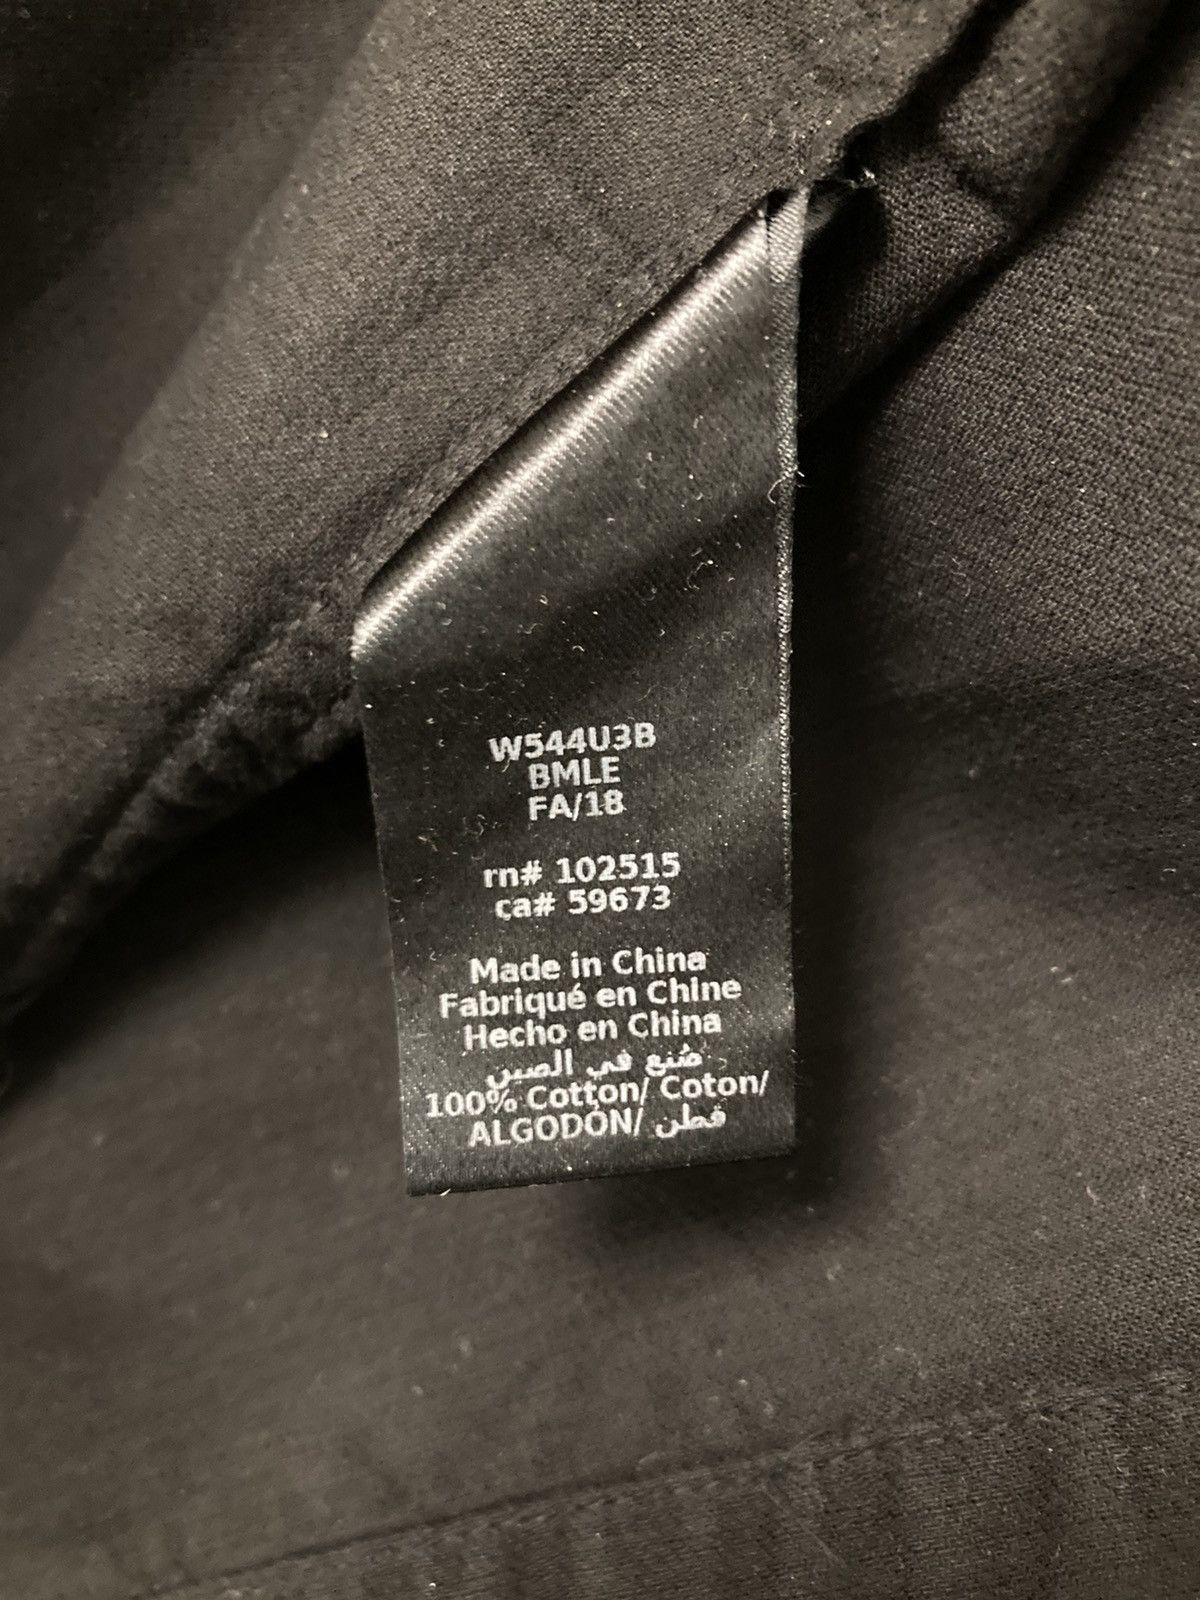 W544U3B
BMLE
FA/18
rn# 102515
ca# 59673
Made in China
Fabriqué en Chine
Hecho en China
صنع في الصين
100% Cotton/ Coton/
ALGODÓN/ قطن